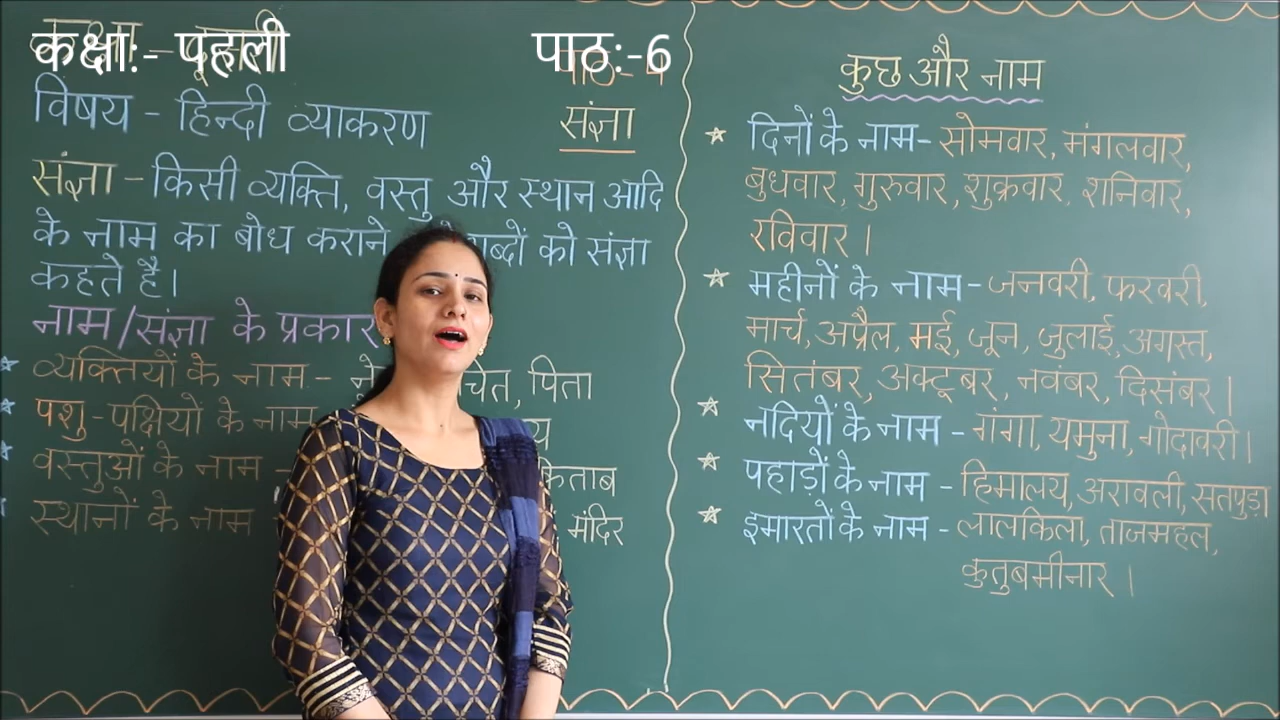 कक्षा:- पहली
पाठ:-6
विषय - हिन्दी व्याकरण
संज्ञा
संज्ञा - किसी व्यक्ति, वस्तु और स्थान आदि
के नाम का बोध कराने शब्दों को संज्ञा
कहते है।
नाम/संज्ञा के प्रकार
व्यक्तियों के नाम - पिता
पशु-पक्षियों के नाम
वस्तुओं के नाम - किताब
स्थानों के नाम मंदिर
कुछ और नाम
दिनों के नाम- सोमवार, मंगलवार,
बुधवार, गुरुवार, शुक्रवार, शनिवार,
रविवार।
महीनों के नाम- जनवरी, फरवरी,
मार्च, अप्रैल, मई, जून, जुलाई, अगस्त,
सितंबर, अक्टूबर, नवंबर, दिसंबर।
नदियों के नाम - गंगा, यमुना, गोदावरी।
पहाड़ों के नाम - हिमालय, अरावली, सतपुड़ा
इमारतों के नाम - लालकिला, ताजमहल,
कुतुबमीनार।